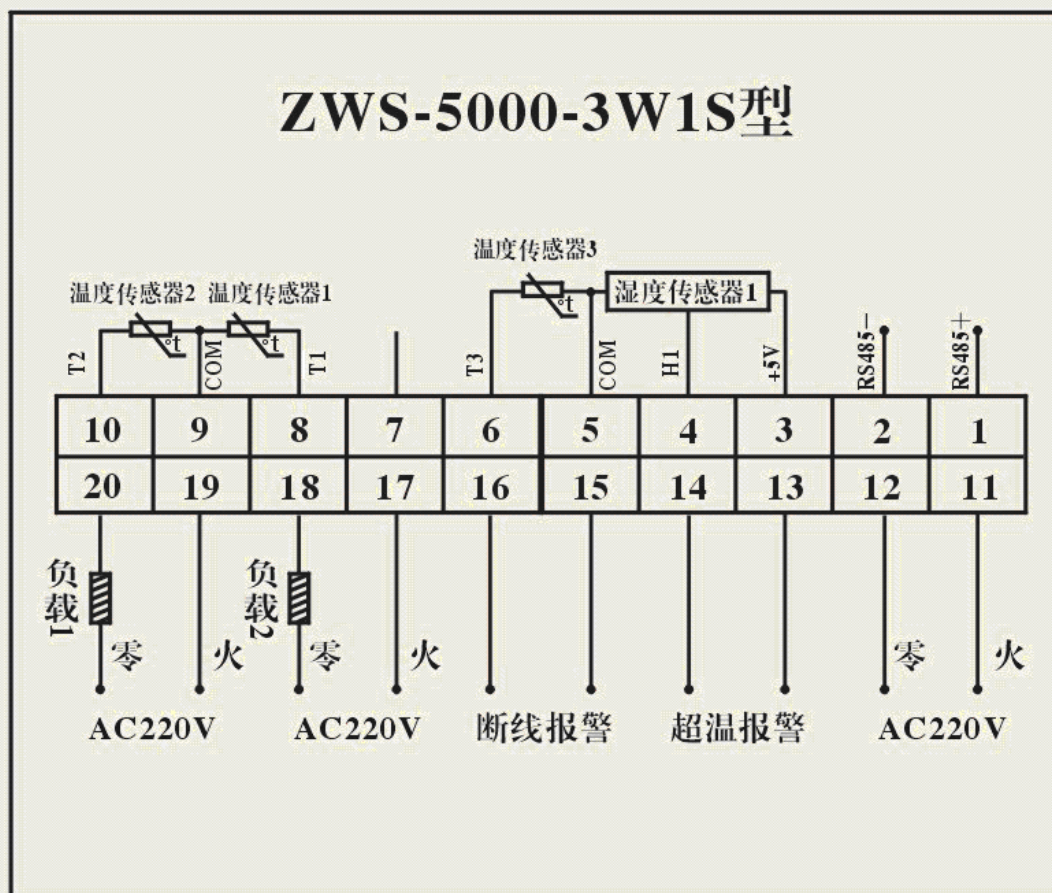 ZWS-5000-3W1S型
温度传感器3
温度传感器2 温度传感器1 湿度传感器1
°t °t °t
T2 COM T1 T3 COM H1 +5V RS485− RS485+
10 9 8 7 6 5 4 3 2 1
20 19 18 17 16 15 14 13 12 11
负载1 负载2
零 火 零 火 零 火
AC220V AC220V 断线报警 超温报警 AC220V